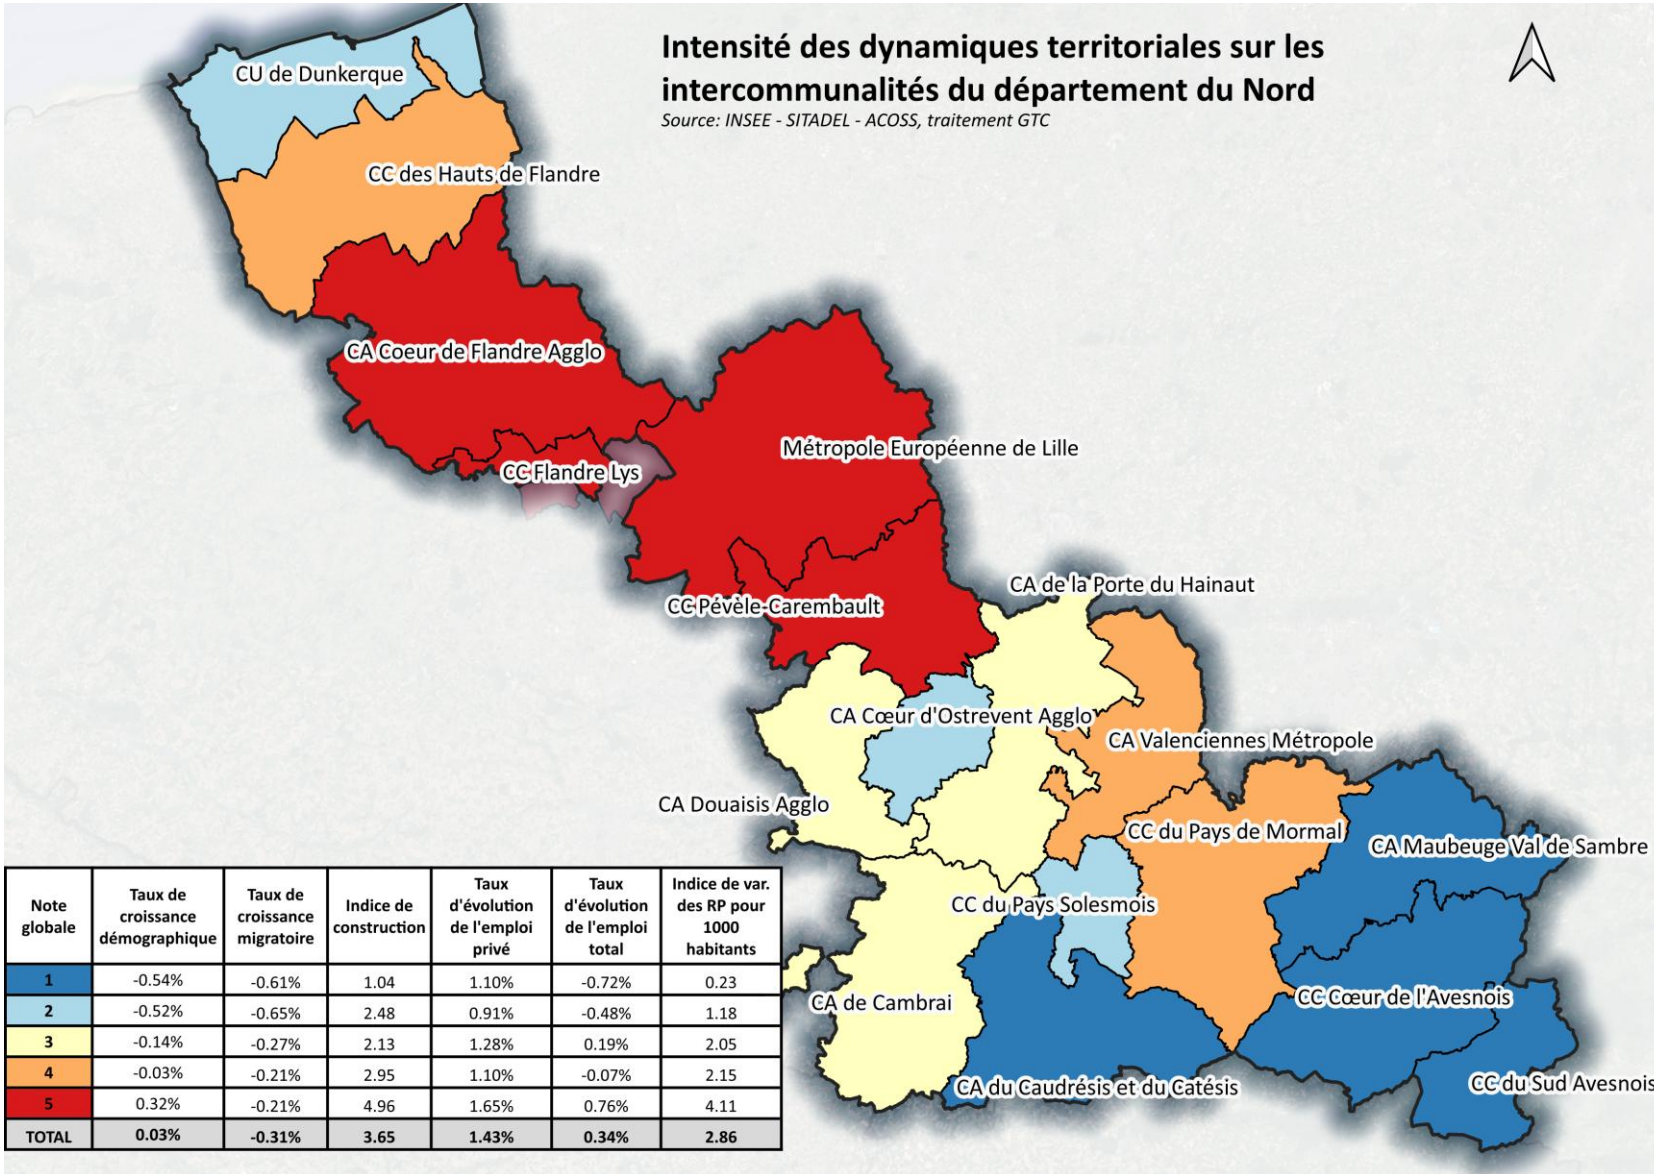 Intensité des dynamiques territoriales sur les
intercommunalités du département du Nord
Source: INSEE - SITADEL - ACOSS, traitement GTC
CU de Dunkerque
CC des Hauts de Flandre
CA Coeur de Flandre Agglo
Métropole Européenne de Lille
CC Flandre Lys
CA de la Porte du Hainaut
CC Pévèle-Carembault
CA Cœur d'Ostrevent Agglo
CA Valenciennes Métropole
CA Douaisis Agglo
CC du Pays de Mormal
CA Maubeuge Val de Sambre
CC du Pays Solesmois
CC Cœur de l'Avesnois
CA de Cambrai
CC du Sud Avesnois
CA du Caudrésis et du Catésis
Note globale | Taux de croissance démographique | Taux de croissance migratoire | Indice de construction | Taux d'évolution de l'emploi privé | Taux d'évolution de l'emploi total | Indice de var. des RP pour 1000 habitants
1 | -0.54% | -0.61% | 1.04 | 1.10% | -0.72% | 0.23
2 | -0.52% | -0.65% | 2.48 | 0.91% | -0.48% | 1.18
3 | -0.14% | -0.27% | 2.13 | 1.28% | 0.19% | 2.05
4 | -0.03% | -0.21% | 2.95 | 1.10% | -0.07% | 2.15
5 | 0.32% | -0.21% | 4.96 | 1.65% | 0.76% | 4.11
TOTAL | 0.03% | -0.31% | 3.65 | 1.43% | 0.34% | 2.86